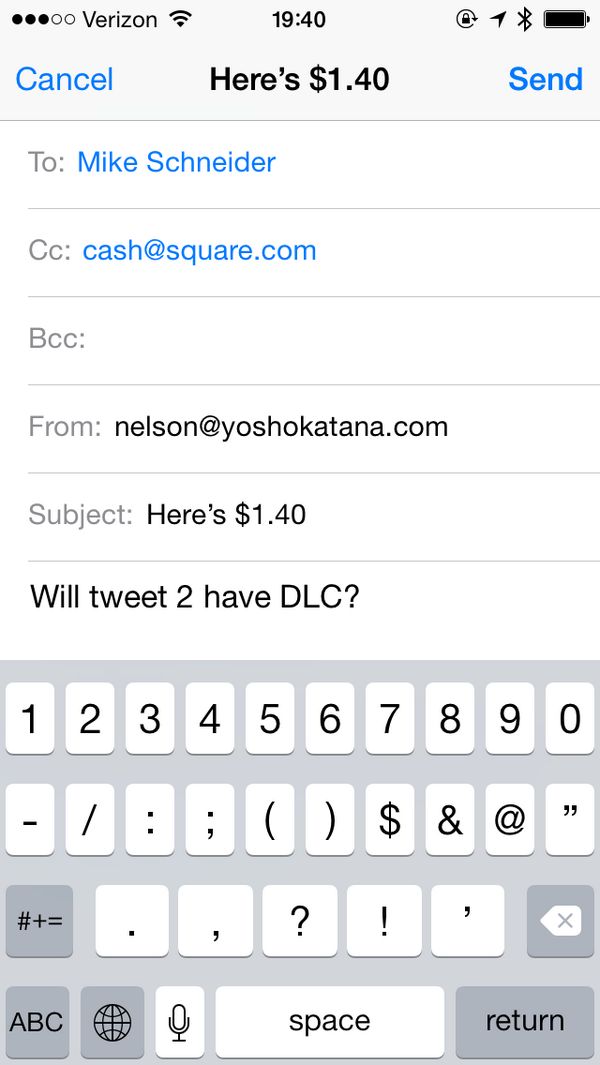 Verizon 19:40
Cancel Here’s $1.40 Send
To: Mike Schneider
Cc: cash@square.com
Bcc:
From: nelson@yoshokatana.com
Subject: Here’s $1.40
Will tweet 2 have DLC?
1 2 3 4 5 6 7 8 9 0
- / : ; ( ) $ & @ ”
#+= . , ? ! ’
ABC space return